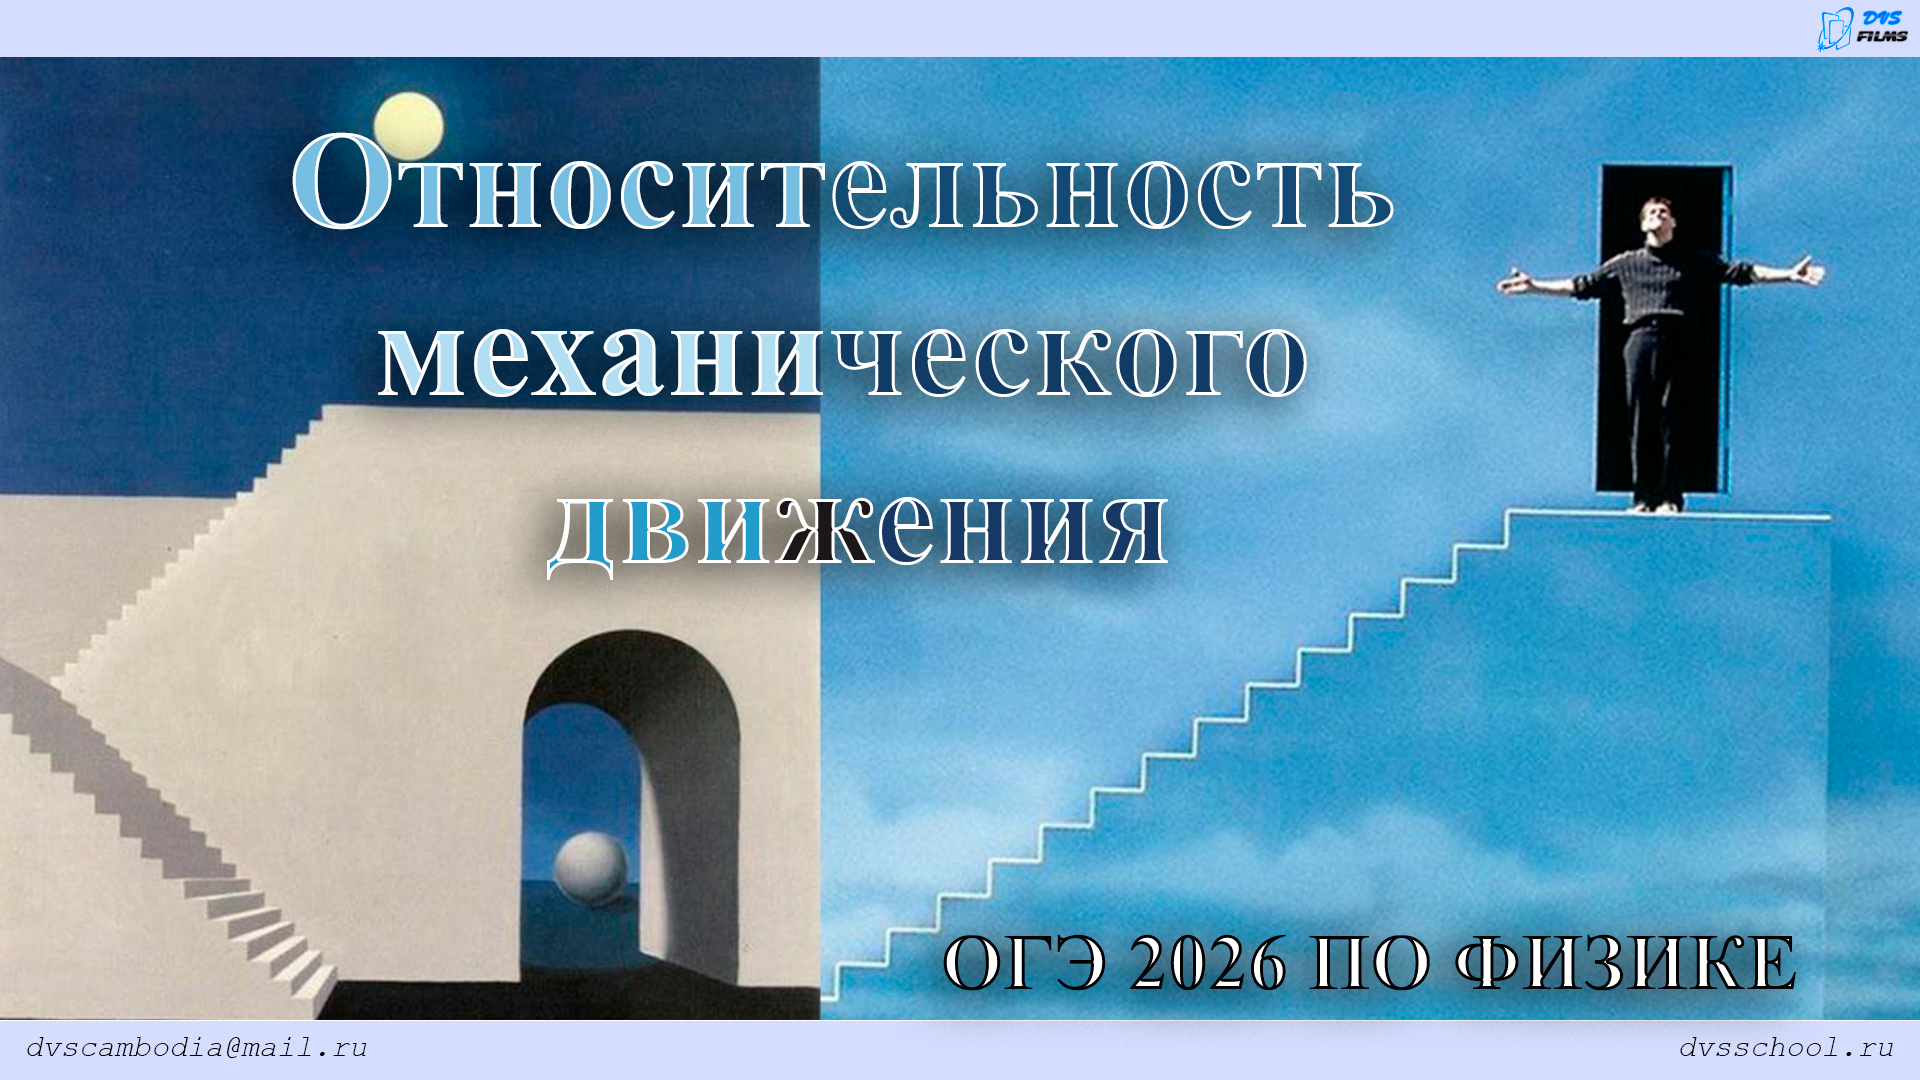 DVS
FILMS
Относительность
механического
движения
ОГЭ 2026 ПО ФИЗИКЕ
dvscambodia@mail.ru
dvsschool.ru